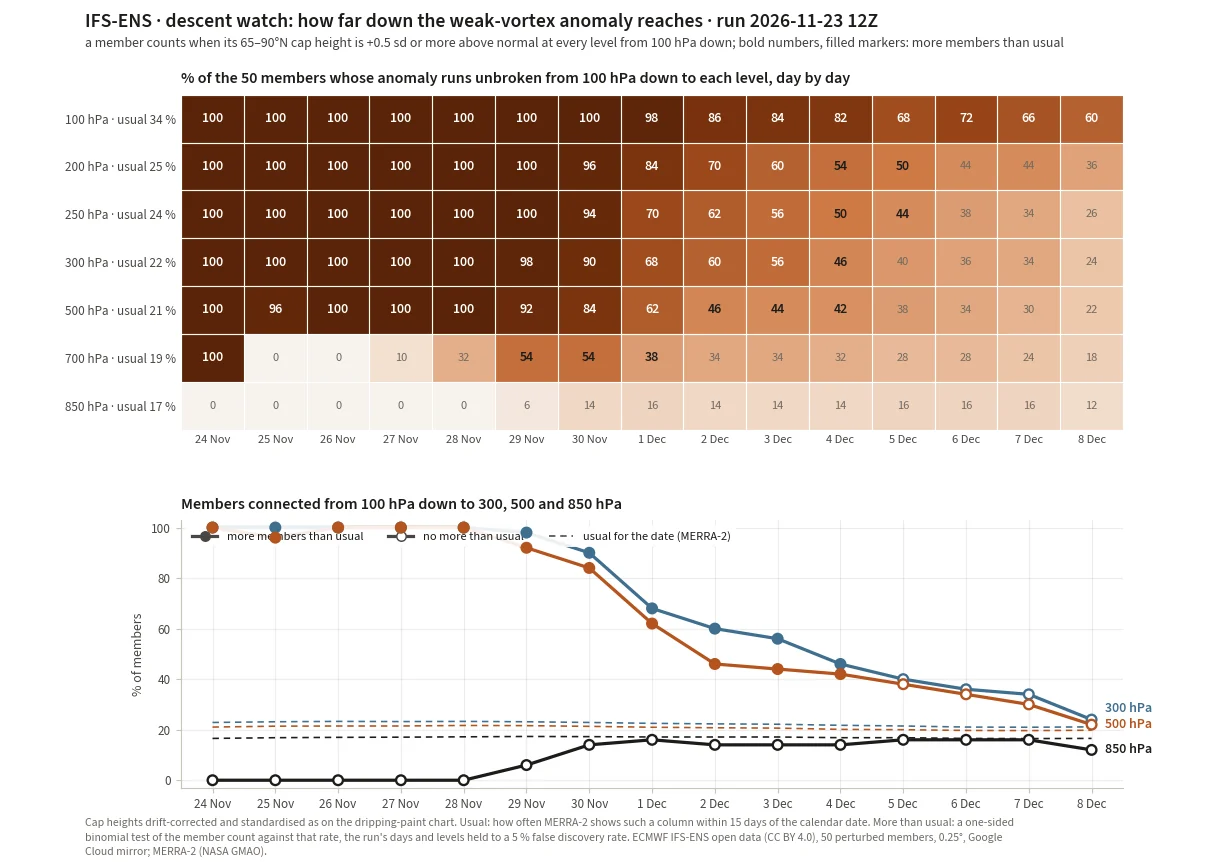 IFS-ENS · descent watch: how far down the weak-vortex anomaly reaches · run 2026-11-23 12Z
a member counts when its 65–90°N cap height is +0.5 sd or more above normal at every level from 100 hPa down; bold numbers, filled markers: more members than usual
% of the 50 members whose anomaly runs unbroken from 100 hPa down to each level, day by day
100 hPa · usual 34 % 100 100 100 100 100 100 100 98 86 84 82 68 72 66 60
200 hPa · usual 25 % 100 100 100 100 100 100 96 84 70 60 54 50 44 44 36
250 hPa · usual 24 % 100 100 100 100 100 100 94 70 62 56 50 44 38 34 26
300 hPa · usual 22 % 100 100 100 100 100 98 90 68 60 56 46 40 36 34 24
500 hPa · usual 21 % 100 96 100 100 100 92 84 62 46 44 42 38 34 30 22
700 hPa · usual 19 % 100 0 0 10 32 54 54 38 34 34 32 28 28 24 18
850 hPa · usual 17 % 0 0 0 0 0 6 14 16 14 14 14 16 16 16 12
24 Nov 25 Nov 26 Nov 27 Nov 28 Nov 29 Nov 30 Nov 1 Dec 2 Dec 3 Dec 4 Dec 5 Dec 6 Dec 7 Dec 8 Dec
Members connected from 100 hPa down to 300, 500 and 850 hPa
100
more members than usual no more than usual usual for the date (MERRA-2)
80
60
% of members
40
300 hPa
500 hPa
20
850 hPa
0
24 Nov 25 Nov 26 Nov 27 Nov 28 Nov 29 Nov 30 Nov 1 Dec 2 Dec 3 Dec 4 Dec 5 Dec 6 Dec 7 Dec 8 Dec
Cap heights drift-corrected and standardised as on the dripping-paint chart. Usual: how often MERRA-2 shows such a column within 15 days of the calendar date. More than usual: a one-sided
binomial test of the member count against that rate, the run's days and levels held to a 5 % false discovery rate. ECMWF IFS-ENS open data (CC BY 4.0), 50 perturbed members, 0.25°, Google
Cloud mirror; MERRA-2 (NASA GMAO).